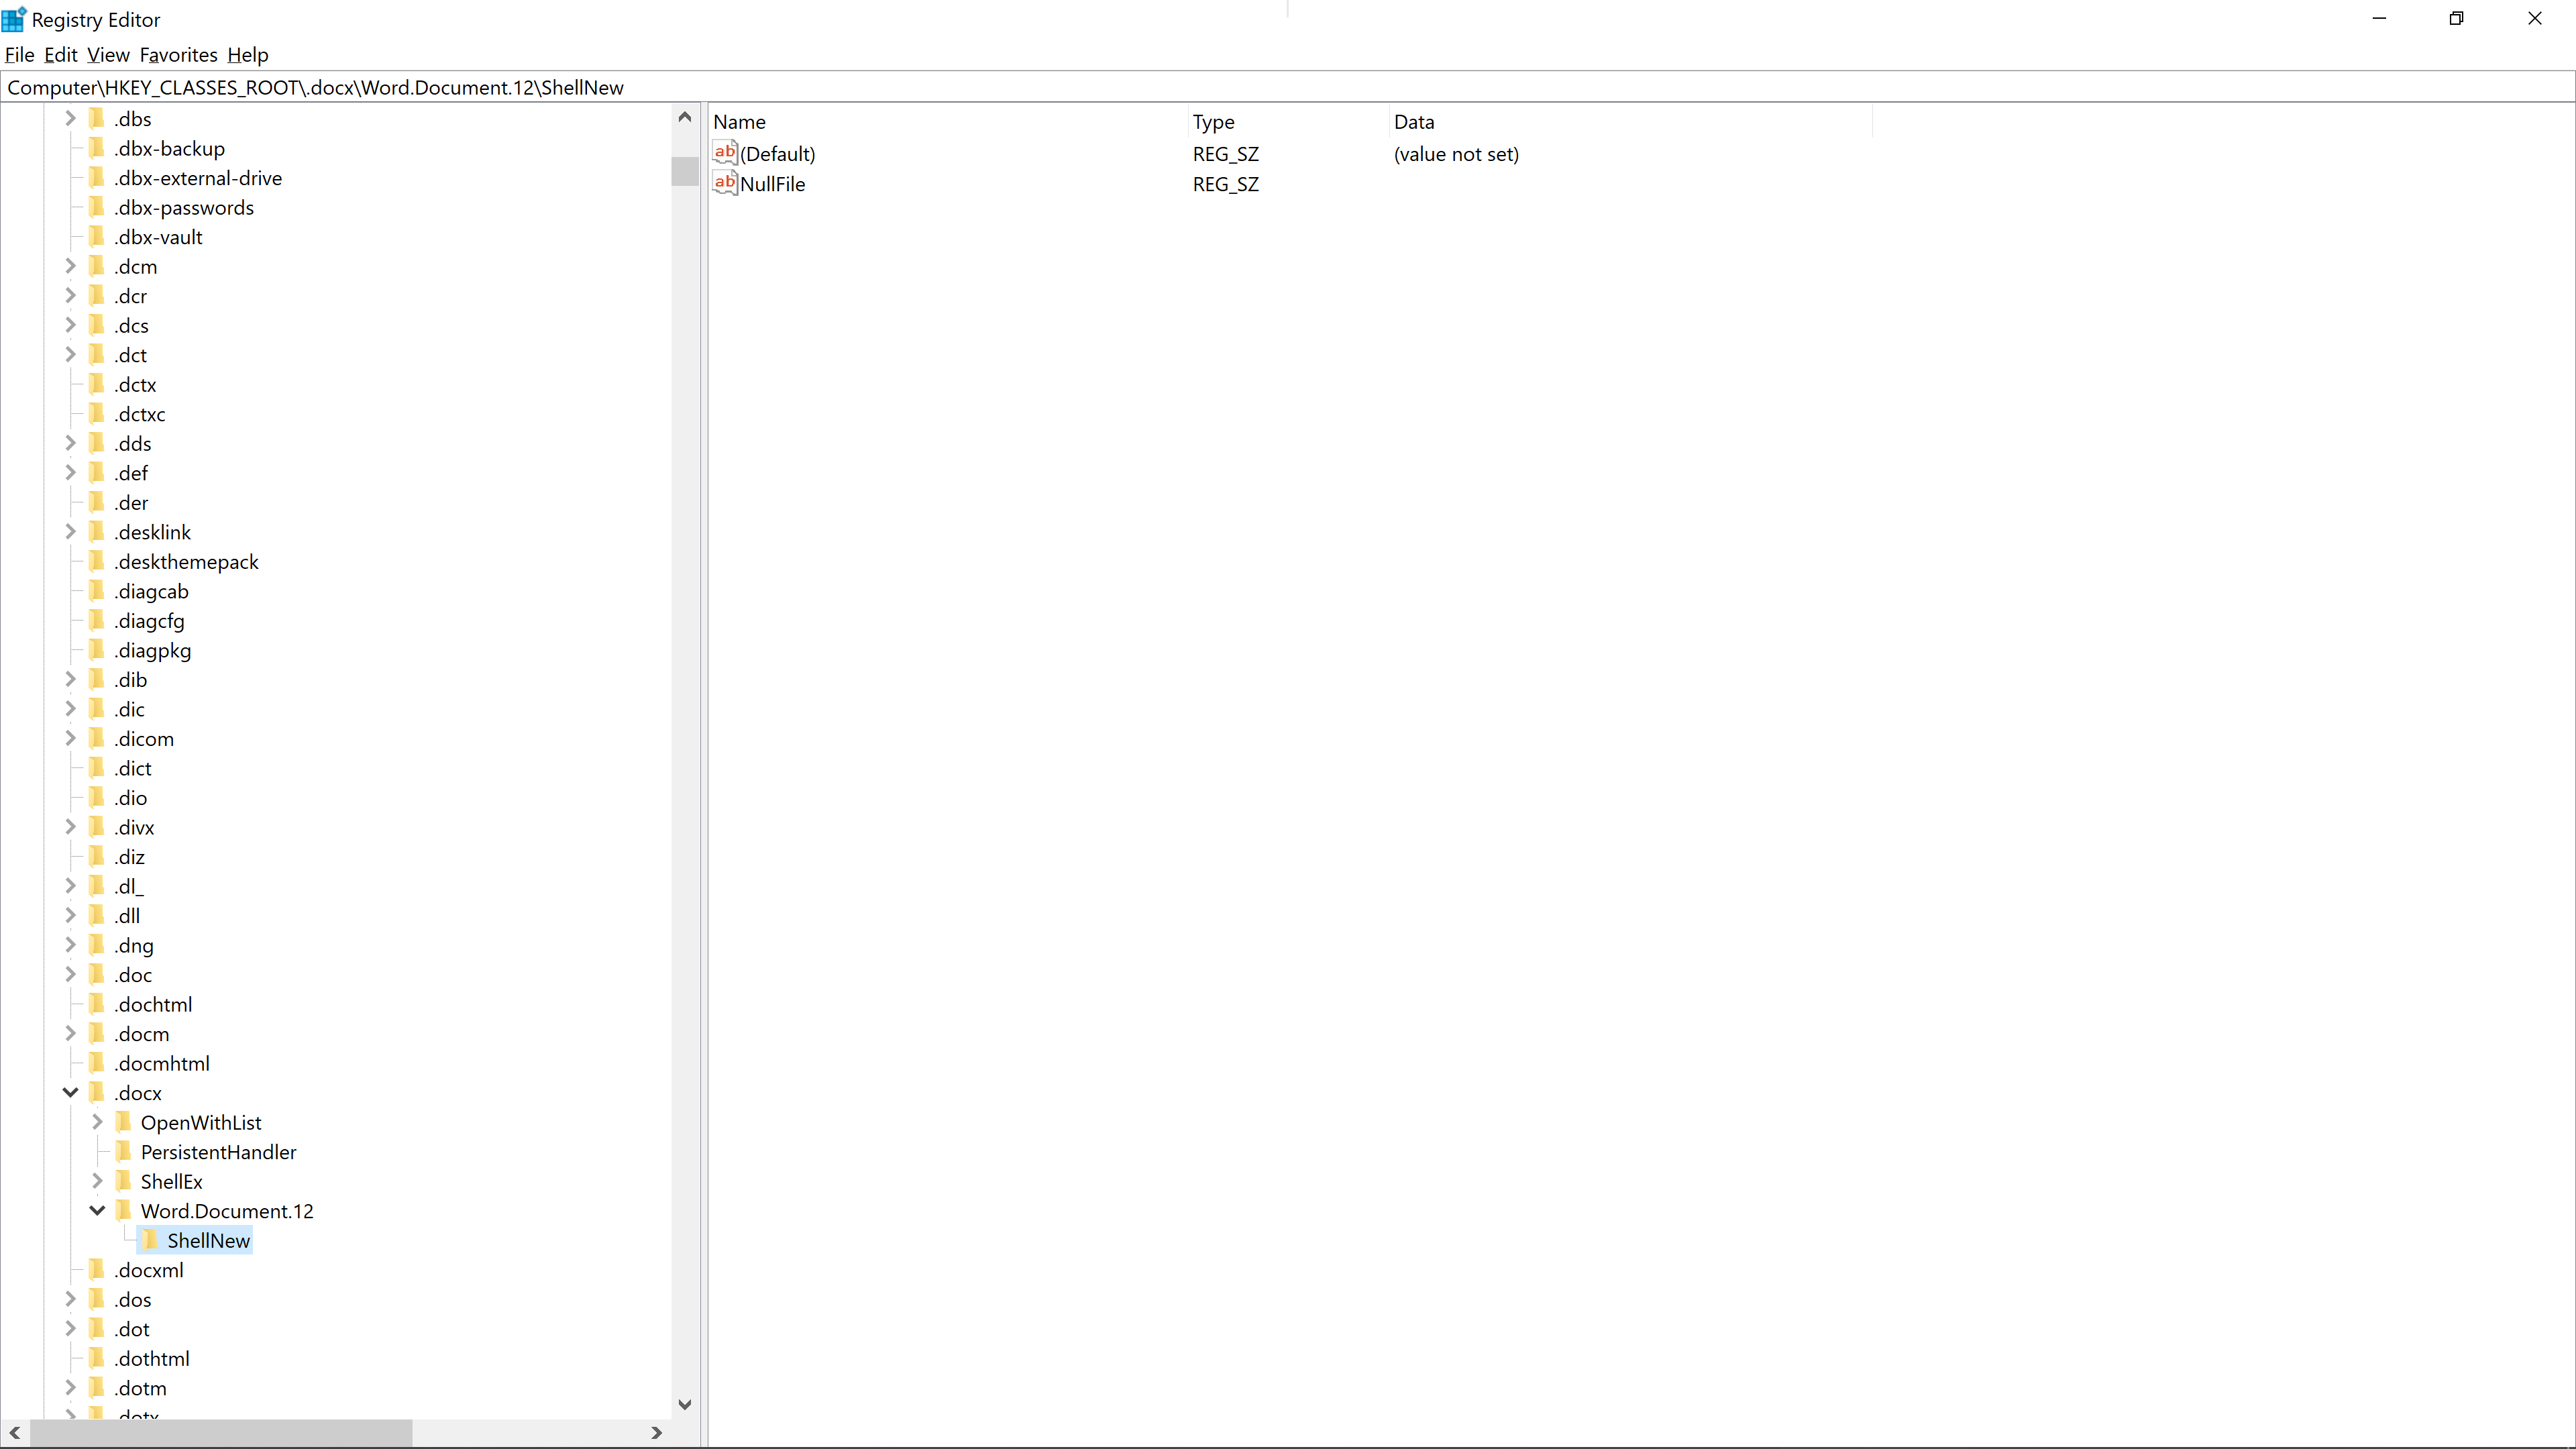 Registry Editor
File Edit View Favorites Help
Computer\HKEY_CLASSES_ROOT\.docx\Word.Document.12\ShellNew
.dbs
.dbx-backup
.dbx-external-drive
.dbx-passwords
.dbx-vault
.dcm
.dcr
.dcs
.dct
.dctx
.dctxc
.dds
.def
.der
.desklink
.deskthemepack
.diagcab
.diagcfg
.diagpkg
.dib
.dic
.dicom
.dict
.dio
.divx
.diz
.dl_
.dll
.dng
.doc
.dochtml
.docm
.docmhtml
.docx
OpenWithList
PersistentHandler
ShellEx
Word.Document.12
ShellNew
.docxml
.dos
.dot
.dothtml
.dotm
.dotx
Name Type Data
ab (Default) REG_SZ (value not set)
ab NullFile REG_SZ